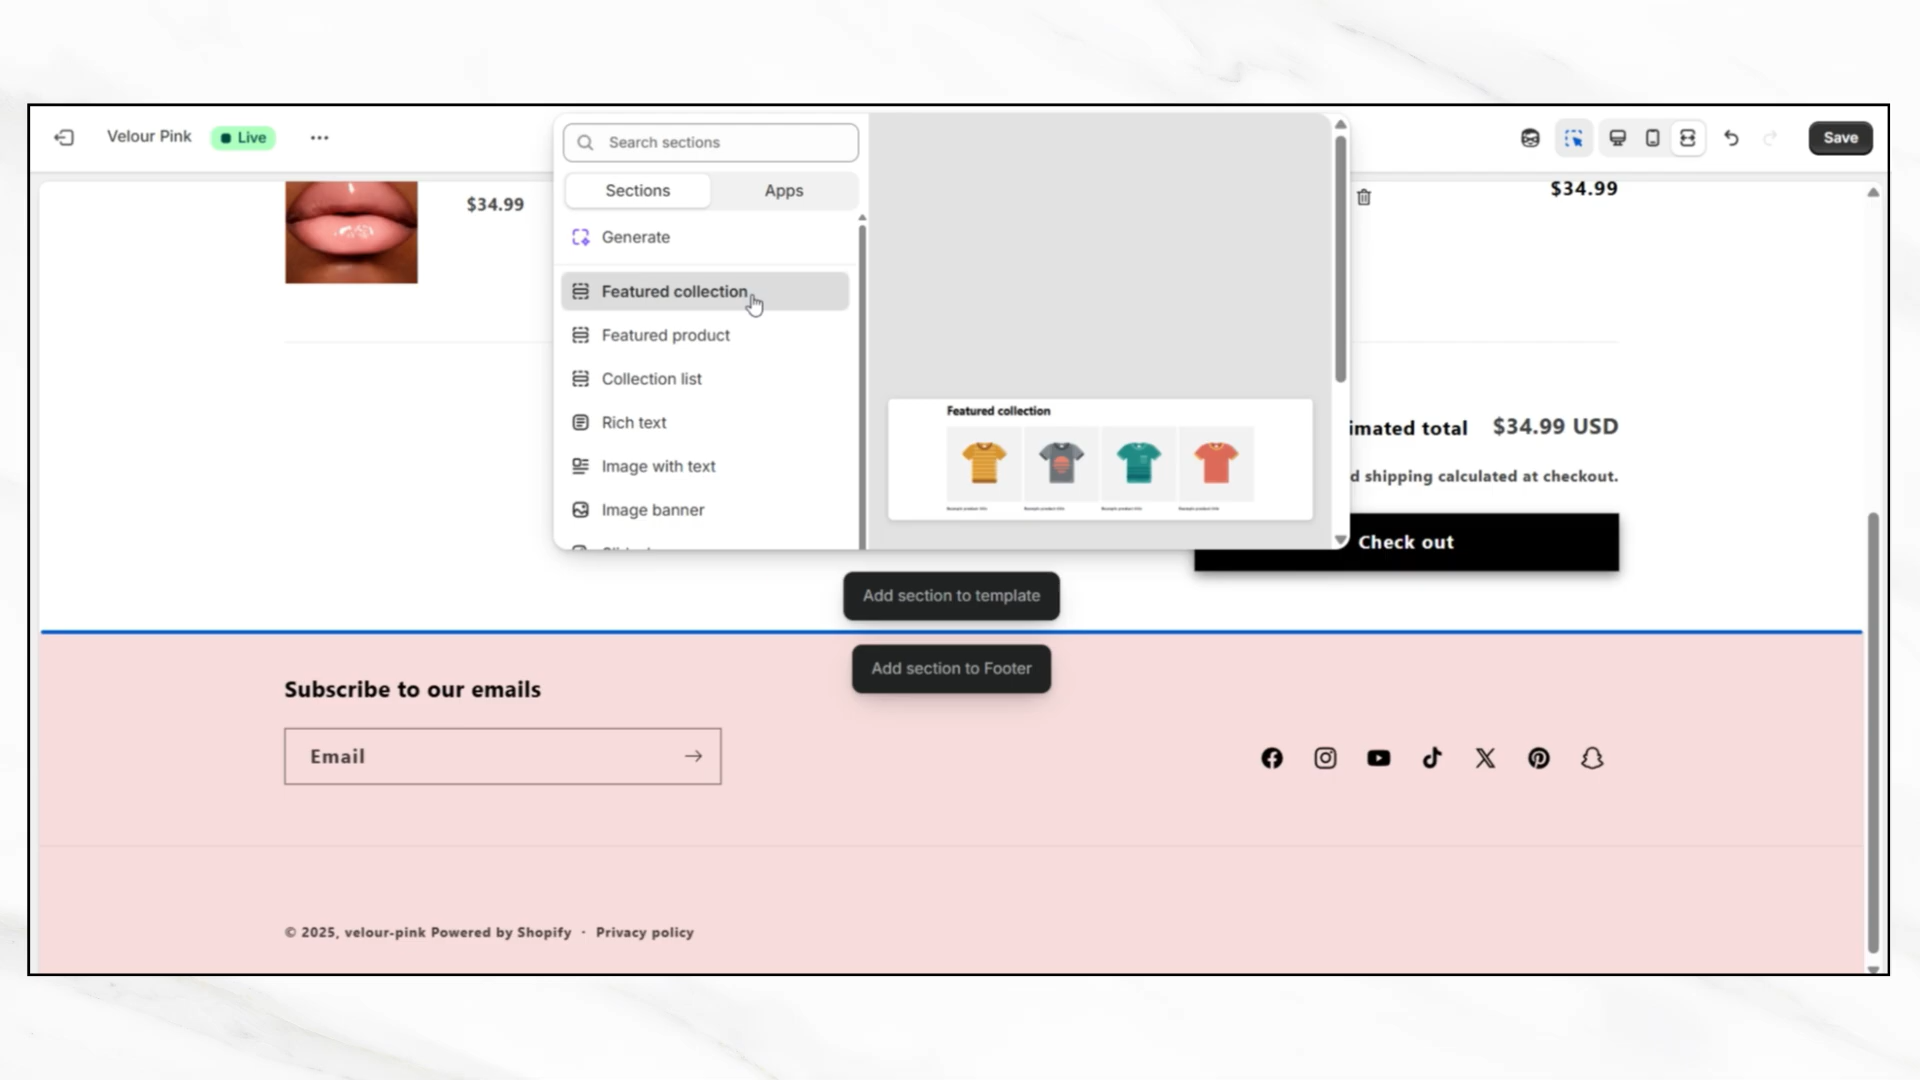 Velour Pink
Live
Save
Search sections
Sections
Apps
Generate
Featured collection
Featured product
Collection list
Rich text
Image with text
Image banner
Featured collection
$34.99
$34.99
imated total
$34.99 USD
d shipping calculated at checkout.
Check out
Add section to template
Add section to Footer
Subscribe to our emails
Email
© 2025, velour-pink Powered by Shopify · Privacy policy